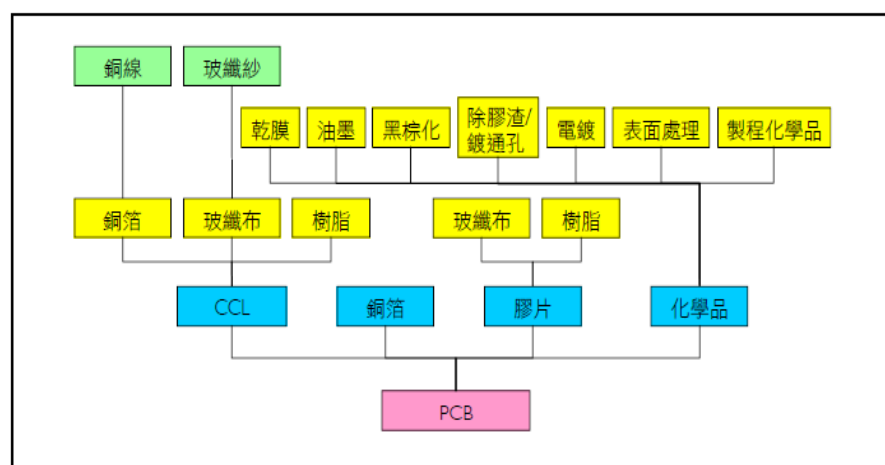 銅線
玻纖紗
乾膜
油墨
黑棕化
除膠渣/
鍍通孔
電鍍
表面處理
製程化學品
銅箔
玻纖布
樹脂
玻纖布
樹脂
CCL
銅箔
膠片
化學品
PCB